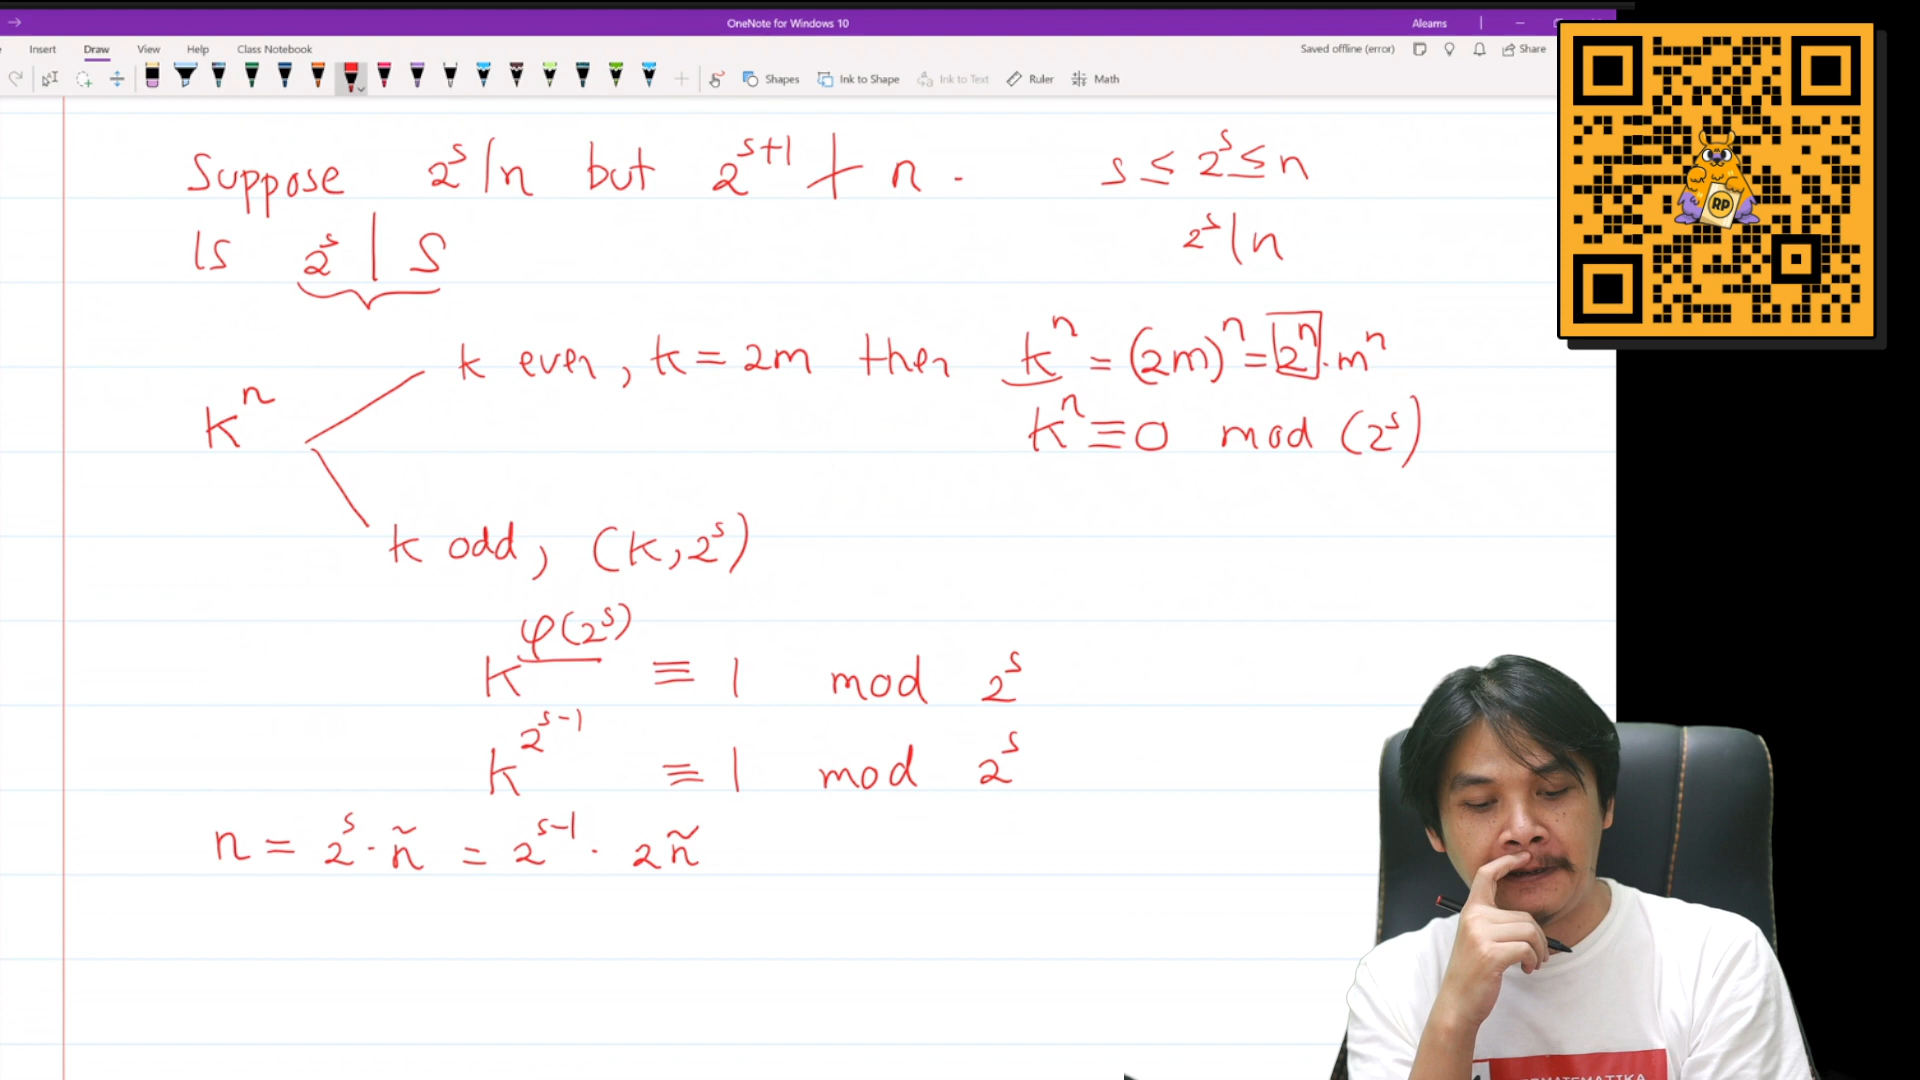 OneNote for Windows 10
Aleams
Insert Draw View Help Class Notebook
Saved offline (error) Share
Shapes Ink to Shape Ink to Text Ruler Math
Suppose 2^s | n but 2^{s+1} ∤ n .
s ≤ 2^s ≤ n
Is 2^s | S
2^s | n
RP
k^n
k even, k = 2m then k^n = (2m)^n = 2^n · m^n
k^n ≡ 0 mod (2^s)
k odd, (k, 2^s)
k^{φ(2^s)} ≡ 1 mod 2^s
k^{2^{s-1}} ≡ 1 mod 2^s
n = 2^s · ñ = 2^{s-1} · 2ñ